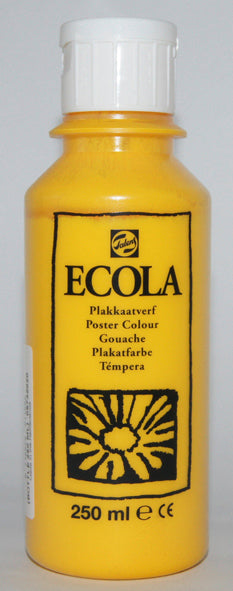 Talens
ECOLA
Plakkaatverf
Poster Colour
Gouache
Plakatfarbe
Témpera
250 ml ℮ CE